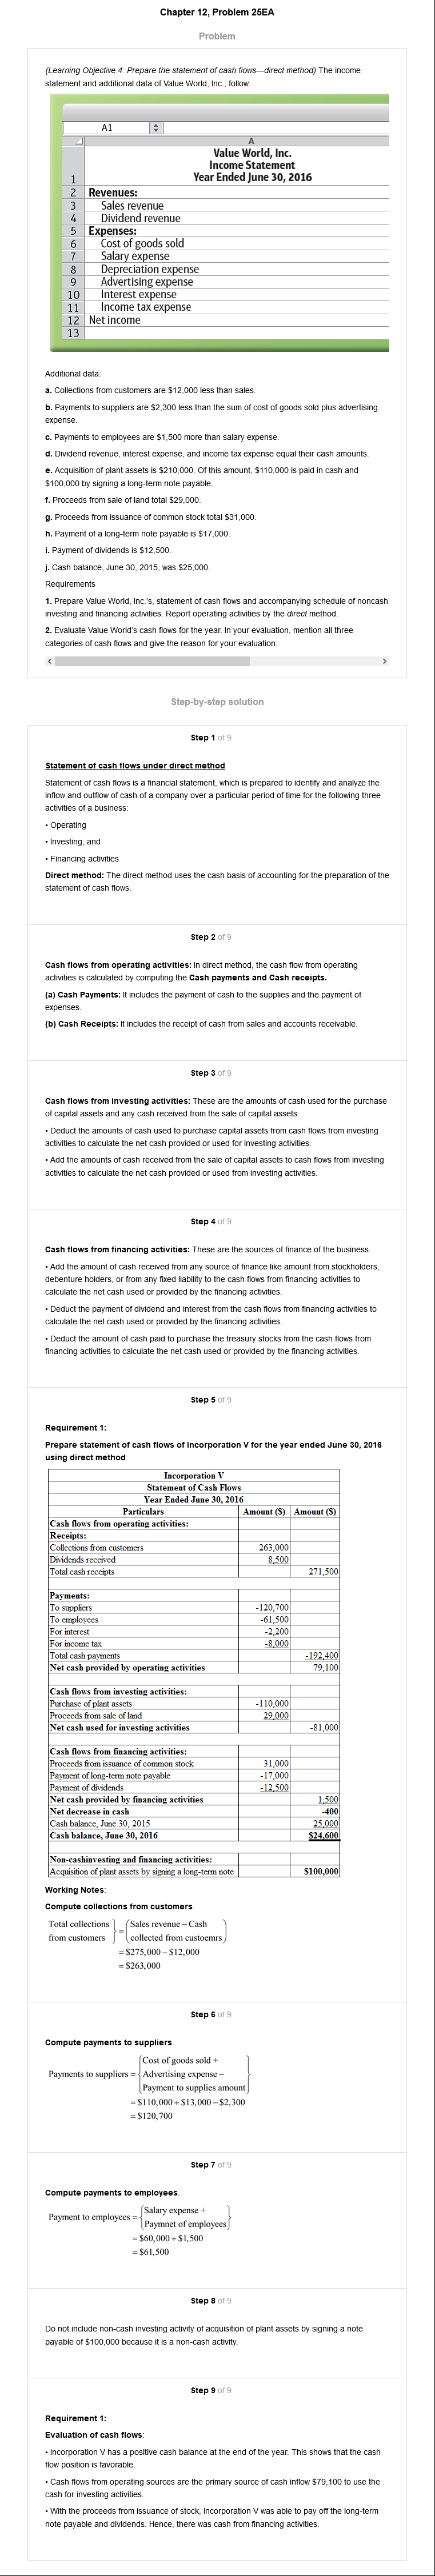 Chapter 12, Problem 25EA
Problem
(Learning Objective 4: Prepare the statement of cash flows—direct method) The income
statement and additional data of Value World, Inc., follow:
A1
A
Value World, Inc.
Income Statement
1 Year Ended June 30, 2016
2 Revenues:
3 Sales revenue
4 Dividend revenue
5 Expenses:
6 Cost of goods sold
7 Salary expense
8 Depreciation expense
9 Advertising expense
10 Interest expense
11 Income tax expense
12 Net income
13
Additional data:
a. Collections from customers are $12,000 less than sales.
b. Payments to suppliers are $2,300 less than the sum of cost of goods sold plus advertising
expense.
c. Payments to employees are $1,500 more than salary expense.
d. Dividend revenue, interest expense, and income tax expense equal their cash amounts.
e. Acquisition of plant assets is $210,000. Of this amount, $110,000 is paid in cash and
$100,000 by signing a long-term note payable.
f. Proceeds from sale of land total $29,000.
g. Proceeds from issuance of common stock total $31,000.
h. Payment of a long-term note payable is $17,000.
i. Payment of dividends is $12,500.
j. Cash balance, June 30, 2015, was $25,000.
Requirements
1. Prepare Value World, Inc.'s, statement of cash flows and accompanying schedule of noncash
investing and financing activities. Report operating activities by the direct method.
2. Evaluate Value World's cash flows for the year. In your evaluation, mention all three
categories of cash flows and give the reason for your evaluation.
Step-by-step solution
Step 1 of 9
Statement of cash flows under direct method
Statement of cash flows is a financial statement, which is prepared to identify and analyze the
inflow and outflow of cash of a company over a particular period of time for the following three
activities of a business:
• Operating
• Investing, and
• Financing activities
Direct method: The direct method uses the cash basis of accounting for the preparation of the
statement of cash flows.
Step 2 of 9
Cash flows from operating activities: In direct method, the cash flow from operating
activities is calculated by computing the Cash payments and Cash receipts.
(a) Cash Payments: It includes the payment of cash to the supplies and the payment of
expenses.
(b) Cash Receipts: It includes the receipt of cash from sales and accounts receivable.
Step 3 of 9
Cash flows from investing activities: These are the amounts of cash used for the purchase
of capital assets and any cash received from the sale of capital assets.
• Deduct the amounts of cash used to purchase capital assets from cash flows from investing
activities to calculate the net cash provided or used for investing activities.
• Add the amounts of cash received from the sale of capital assets to cash flows from investing
activities to calculate the net cash provided or used from investing activities.
Step 4 of 9
Cash flows from financing activities: These are the sources of finance of the business.
• Add the amount of cash received from any source of finance like amount from stockholders,
debenture holders, or from any fixed liability to the cash flows from financing activities to
calculate the net cash used or provided by the financing activities.
• Deduct the payment of dividend and interest from the cash flows from financing activities to
calculate the net cash used or provided by the financing activities.
• Deduct the amount of cash paid to purchase the treasury stocks from the cash flows from
financing activities to calculate the net cash used or provided by the financing activities.
Step 5 of 9
Requirement 1:
Prepare statement of cash flows of Incorporation V for the year ended June 30, 2016
using direct method:
Incorporation V
Statement of Cash Flows
Year Ended June 30, 2016
Particulars Amount ($) Amount ($)
Cash flows from operating activities:
Receipts:
Collections from customers 263,000
Dividends received 8,500
Total cash receipts 271,500
Payments:
To suppliers -120,700
To employees -61,500
For interest -2,200
For income tax -8,000
Total cash payments -192,400
Net cash provided by operating activities 79,100
Cash flows from investing activities:
Purchase of plant assets -110,000
Proceeds from sale of land 29,000
Net cash used for investing activities -81,000
Cash flows from financing activities:
Proceeds from issuance of common stock 31,000
Payment of long-term note payable -17,000
Payment of dividends -12,500
Net cash provided by financing activities 1,500
Net decrease in cash -400
Cash balance, June 30, 2015 25,000
Cash balance, June 30, 2016 $24,600
Non-cashinvesting and financing activities:
Acquisition of plant assets by signing a long-term note $100,000
Working Notes:
Compute collections from customers.
Total collections from customers } = (Sales revenue – Cash collected from custoemrs)
= $275,000 – $12,000
= $263,000
Step 6 of 9
Compute payments to suppliers.
Payments to suppliers = {Cost of goods sold + Advertising expense – Payment to supplies amount}
= $110,000 + $13,000 – $2,300
= $120,700
Step 7 of 9
Compute payments to employees.
Payment to employees = {Salary expense + Paymnet of employees}
= $60,000 + $1,500
= $61,500
Step 8 of 9
Do not include non-cash investing activity of acquisition of plant assets by signing a note
payable of $100,000 because it is a non-cash activity.
Step 9 of 9
Requirement 1:
Evaluation of cash flows:
• Incorporation V has a positive cash balance at the end of the year. This shows that the cash
flow position is favorable.
• Cash flows from operating sources are the primary source of cash inflow $79,100 to use the
cash for investing activities.
• With the proceeds from issuance of stock, Incorporation V was able to pay off the long-term
note payable and dividends. Hence, there was cash from financing activities.